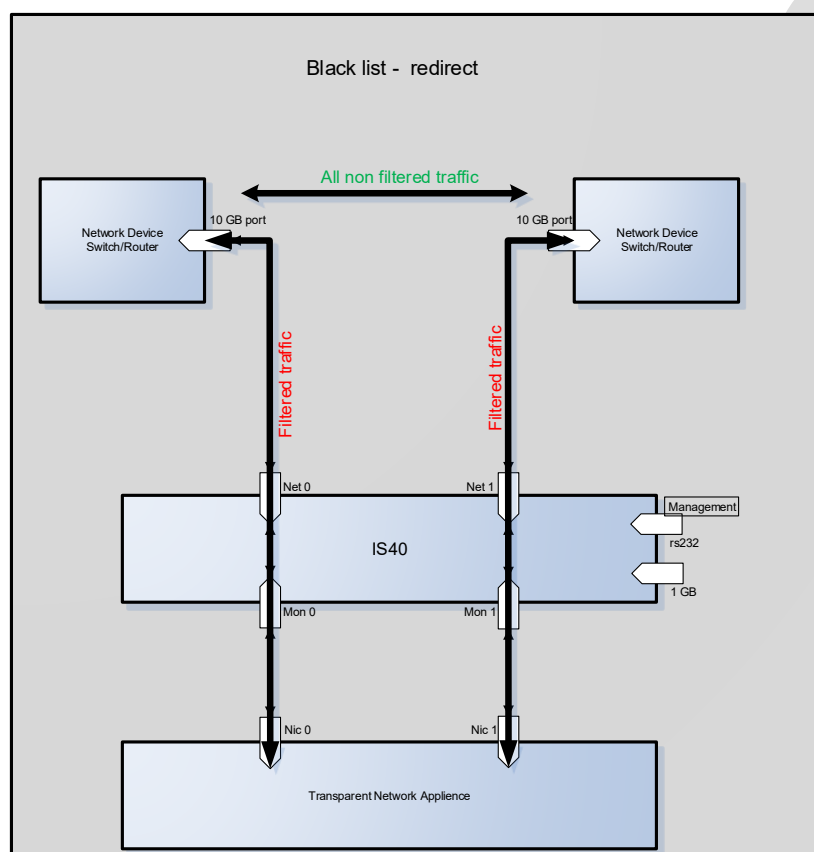 Black list -  redirect
All non filtered traffic
10 GB port
10 GB port
Network Device
Switch/Router
Network Device
Switch/Router
Filtered traffic
Filtered traffic
Net 0
Net 1
Management
rs232
IS40
1 GB
Mon 0
Mon 1
Nic 0
Nic 1
Transparent Network Applience